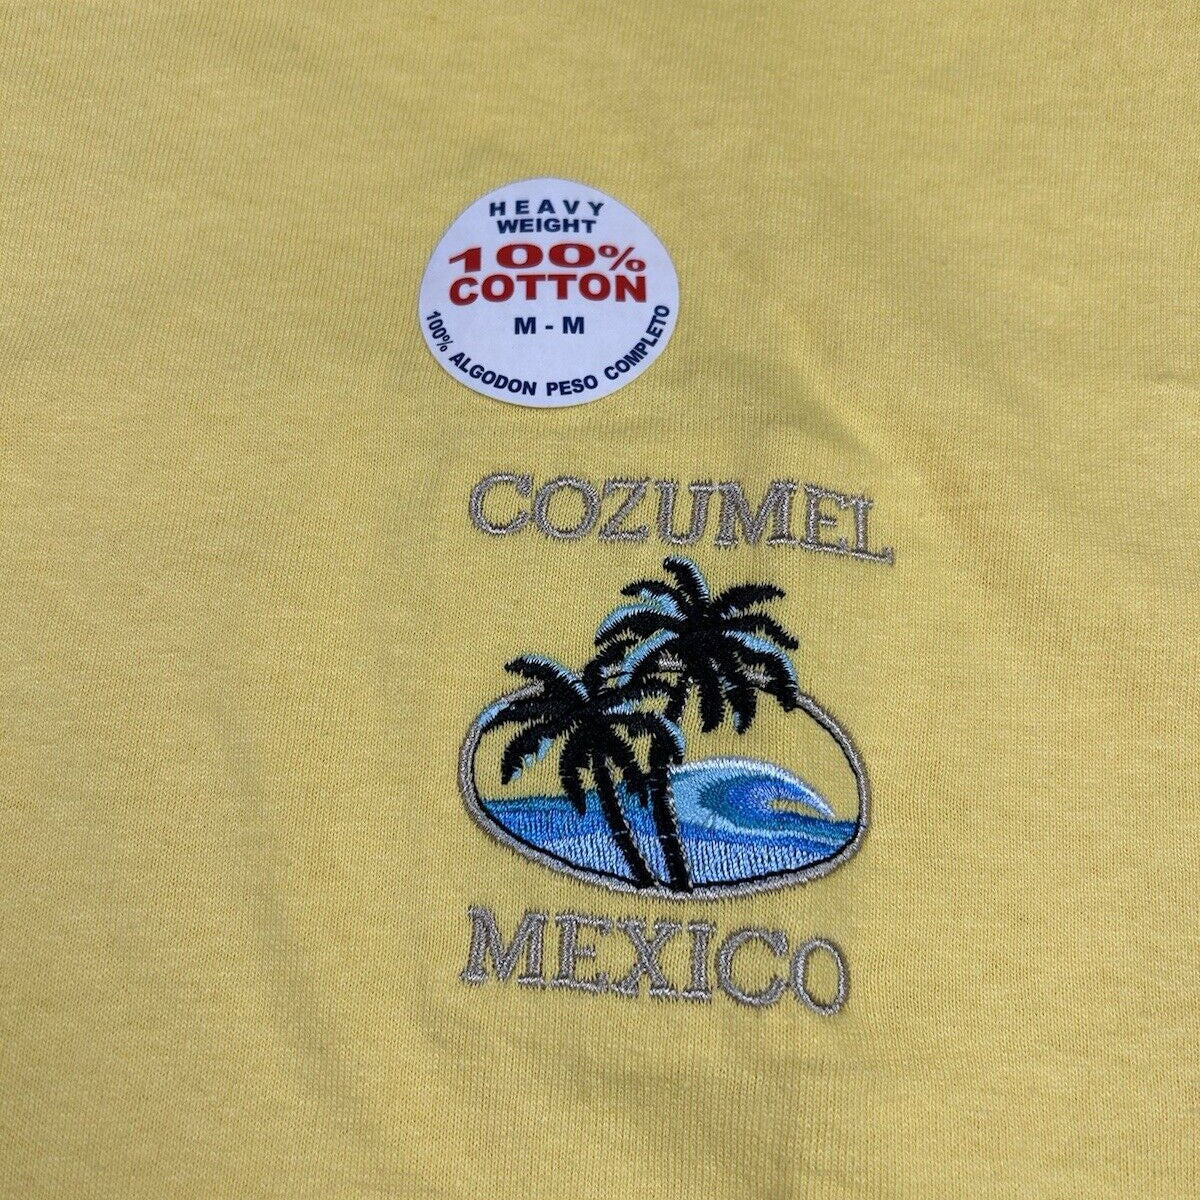 HEAVY
WEIGHT
100%
COTTON
M - M
100% ALGODON PESO COMPLETO
COZUMEL
MEXICO